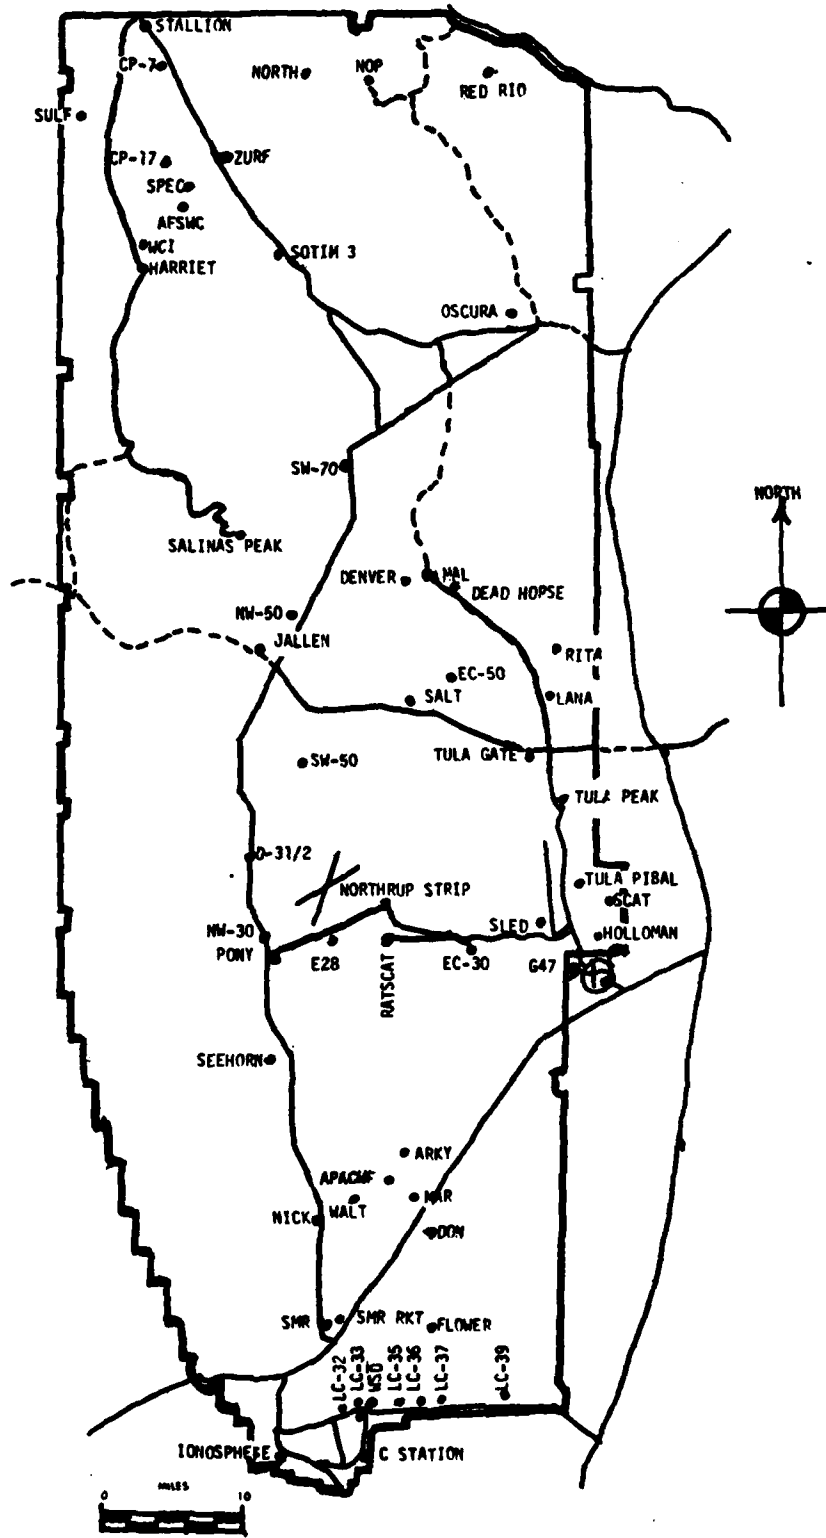 STALLION
CP-7
NORTH
NOP
RED RIO
SULF
CP-17
ZURF
SPEC
AFSWC
WCI
HARRIET
SOTIM 3
OSCURA
SW-70
NORTH
SALINAS PEAK
DENVER
MAL
DEAD HOPSE
NW-50
JALLEN
RITA
EC-50
SALT
LANA
TULA GATE
SW-50
TULA PEAK
D-31/2
NORTHRUP STRIP
TULA PIBAL
SCAT
SLED
NW-30
HOLLOMAN
PONY
E28
RATSCAT
EC-30
G47
SEEHORN
ARKY
APACHE
MAR
NICK
WALT
DON
SMR
SMR RKT
FLOWER
LC-32
LC-33
WSD
LC-35
LC-36
LC-37
LC-39
IONOSPHERE
C STATION
0 MILES 10